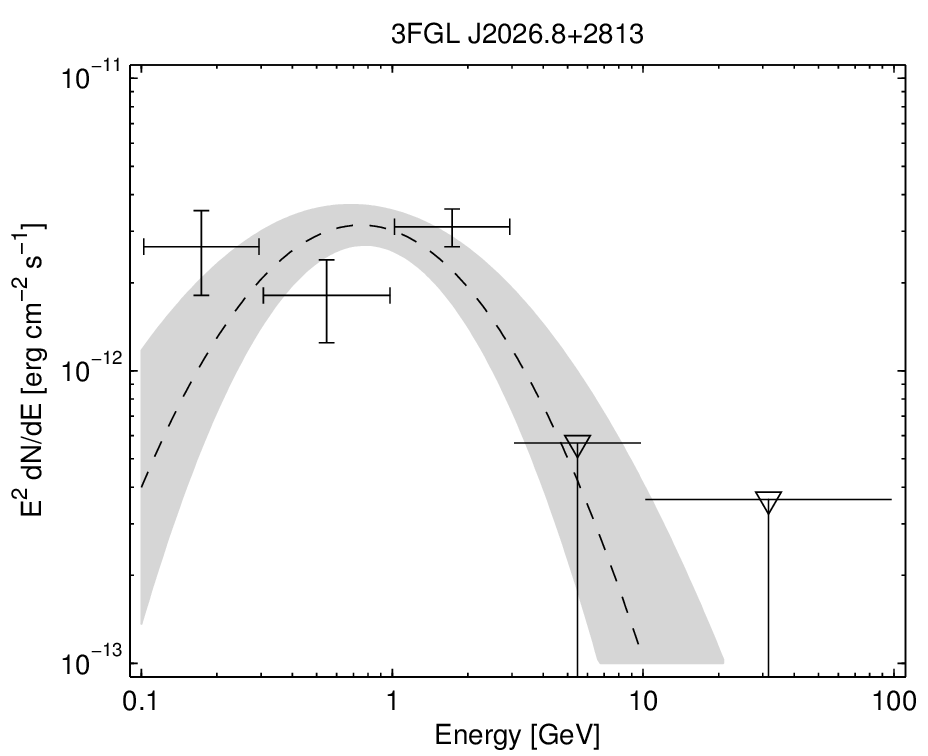 3FGL J2026.8+2813
10⁻¹¹
10⁻¹²
10⁻¹³
E² dN/dE [erg cm⁻² s⁻¹]
0.1 1 10 100
Energy [GeV]